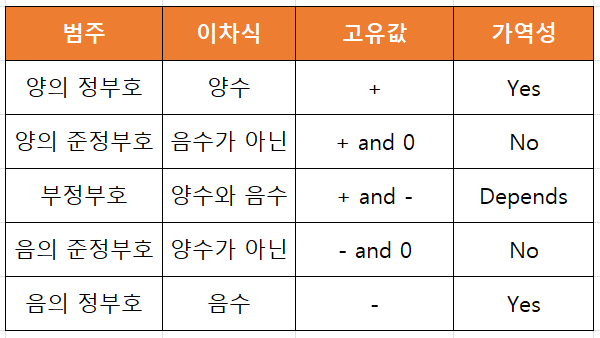 범주 이차식 고유값 가역성
양의 정부호 양수 + Yes
양의 준정부호 음수가 아닌 + and 0 No
부정부호 양수와 음수 + and - Depends
음의 준정부호 양수가 아닌 - and 0 No
음의 정부호 음수 - Yes